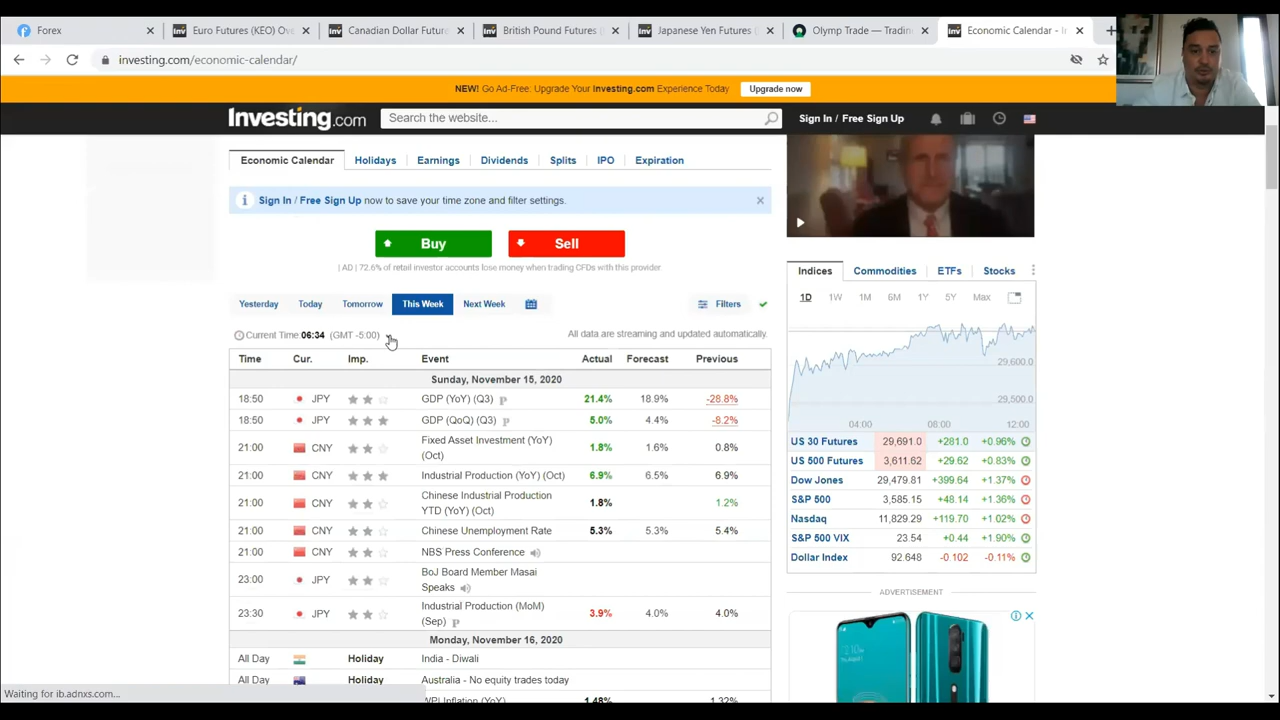 Forex
Euro Futures (KEO) Ove
Canadian Dollar Futur
British Pound Futures (
Japanese Yen Futures
Olymp Trade — Tradin
Economic Calendar - In
investing.com/economic-calendar/
NEW! Go Ad-Free: Upgrade Your Investing.com Experience Today
Upgrade now
Investing.com
Search the website...
Sign In / Free Sign Up
Economic Calendar Holidays Earnings Dividends Splits IPO Expiration
Sign In / Free Sign Up now to save your time zone and filter settings.
Buy
Sell
| AD | 72.6% of retail investor accounts lose money when trading CFDs with this provider
Yesterday Today Tomorrow This Week Next Week Filters
Current Time 06:34 (GMT -5:00)
All data are streaming and updated automatically.
Time Cur. Imp. Event Actual Forecast Previous
Sunday, November 15, 2020
18:50 JPY GDP (YoY) (Q3) P 21.4% 18.9% -28.8%
18:50 JPY GDP (QoQ) (Q3) P 5.0% 4.4% -8.2%
21:00 CNY Fixed Asset Investment (YoY) 1.8% 1.6% 0.8%
(Oct)
21:00 CNY Industrial Production (YoY) (Oct) 6.9% 6.5% 6.9%
21:00 CNY Chinese Industrial Production 1.8% 1.2%
YTD (YoY) (Oct)
21:00 CNY Chinese Unemployment Rate 5.3% 5.3% 5.4%
21:00 CNY NBS Press Conference
23:00 JPY BoJ Board Member Masai
Speaks
23:30 JPY Industrial Production (MoM) 3.9% 4.0% 4.0%
(Sep) P
Monday, November 16, 2020
All Day Holiday India - Diwali
All Day Holiday Australia - No equity trades today
WPI Inflation (YoY) 1.48% 1.32%
Indices Commodities ETFs Stocks
1D 1W 1M 6M 1Y 5Y Max
29,600.0
29,500.0
04:00 08:00 12:00
US 30 Futures 29,691.0 +281.0 +0.96%
US 500 Futures 3,611.62 +29.62 +0.83%
Dow Jones 29,479.81 +399.64 +1.37%
S&P 500 3,585.15 +48.14 +1.36%
Nasdaq 11,829.29 +119.70 +1.02%
S&P 500 VIX 23.54 +0.44 +1.90%
Dollar Index 92.648 -0.102 -0.11%
ADVERTISEMENT
Waiting for ib.adnxs.com...